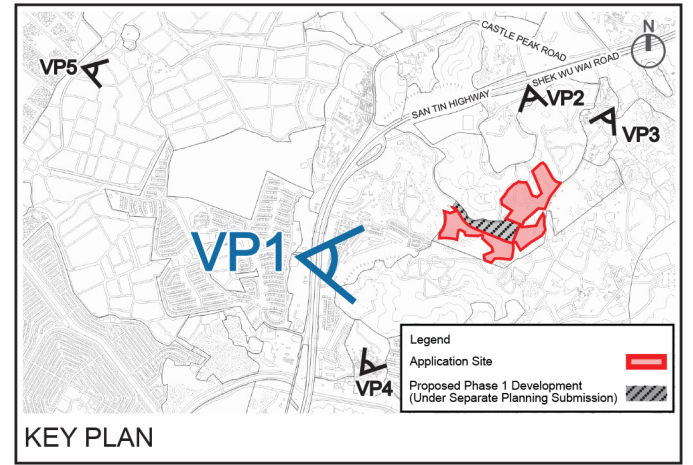 N
CASTLE PEAK ROAD
SHEK WU WAI ROAD
SAN TIN HIGHWAY
VP5
VP2
VP3
VP1
VP4
Legend
Application Site
Proposed Phase 1 Development
(Under Separate Planning Submission)
KEY PLAN